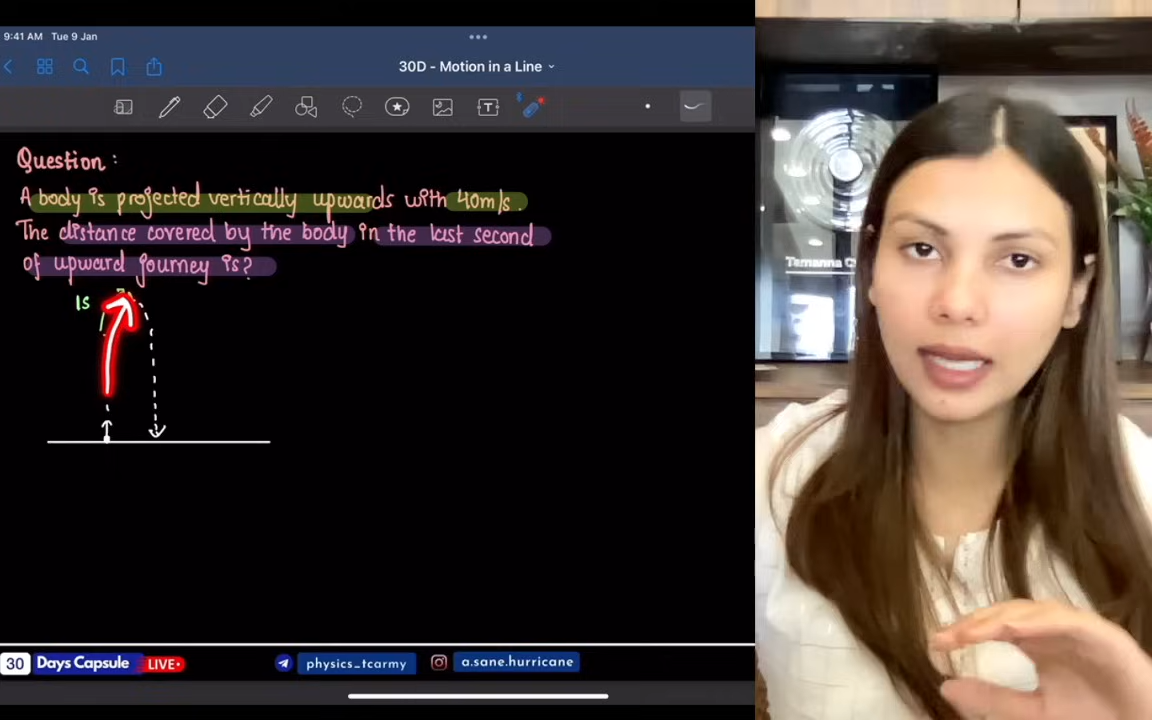 9:41 AM Tue 9 Jan
30D - Motion in a Line
Question :
A body is projected vertically upwards with 40m/s.
The distance covered by the body in the last second
of upward journey is?
1s
30 Days Capsule LIVE
physics_tcarmy
a.sane.hurricane